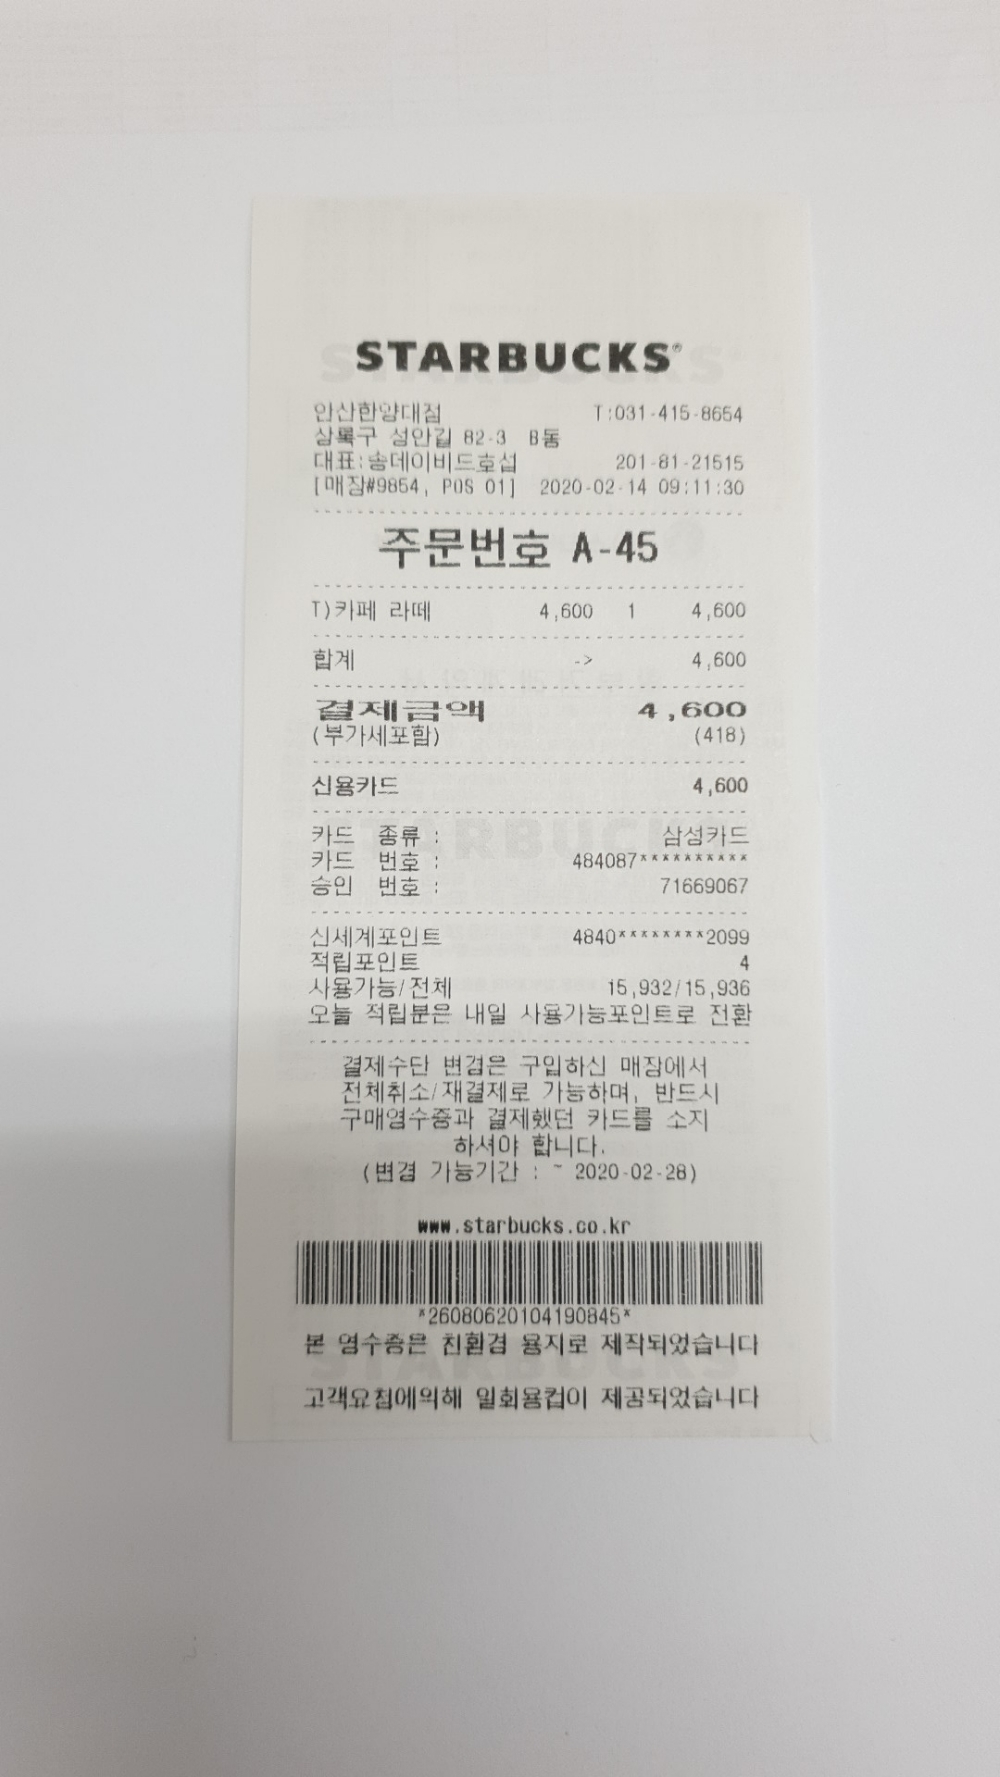 STARBUCKS®
안산한양대점 T:031-415-8654
상록구 성안길 82-3 B동
대표:송데이비드호섭 201-81-21515
[매장#9854, POS 01] 2020-02-14 09:11:30
주문번호 A-45
T)카페 라떼 4,600 1 4,600
합계 -> 4,600
결제금액 4,600
(부가세포함) (418)
신용카드 4,600
카드 종류 : 삼성카드
카드 번호 : 484087**********
승인 번호 : 71669067
신세계포인트 4840********2099
적립포인트 4
사용가능/전체 15,932/15,936
오늘 적립분은 내일 사용가능포인트로 전환
결제수단 변경은 구입하신 매장에서
전체취소/재결제로 가능하며, 반드시
구매영수증과 결제했던 카드를 소지
하셔야 합니다.
(변경 가능기간 : ~ 2020-02-28)
www.starbucks.co.kr
*26080620104190845*
본 영수증은 친환경 용지로 제작되었습니다
고객요청에의해 일회용컵이 제공되었습니다